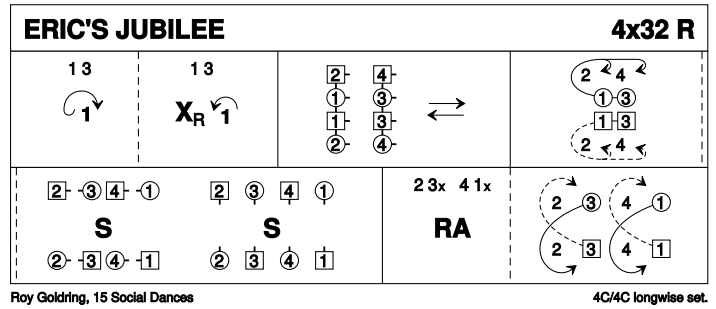 ERIC'S JUBILEE 4x32 R
1 3 1 3
2 4 2 4
1 3 1 3
1 XR 1 1 3 1 3
2 4 2 4
2 3 4 1 2 3 4 1 2 3x 4 1x 2 3 4 1
S S RA
2 3 4 1 2 3 4 1 2 3 4 1
Roy Goldring, 15 Social Dances 4C/4C longwise set.